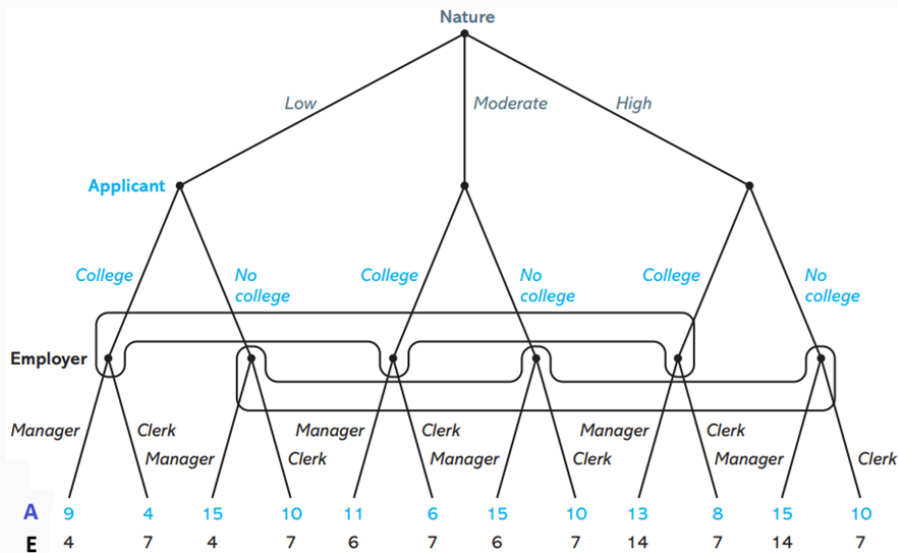 Nature
Low Moderate High
Applicant
College No college College No college College No college
Employer
Manager Clerk Manager Clerk Manager Clerk
Manager Clerk Manager Clerk Manager Clerk
A 9 4 15 10 11 6 15 10 13 8 15 10
E 4 7 4 7 6 7 6 7 14 7 14 7